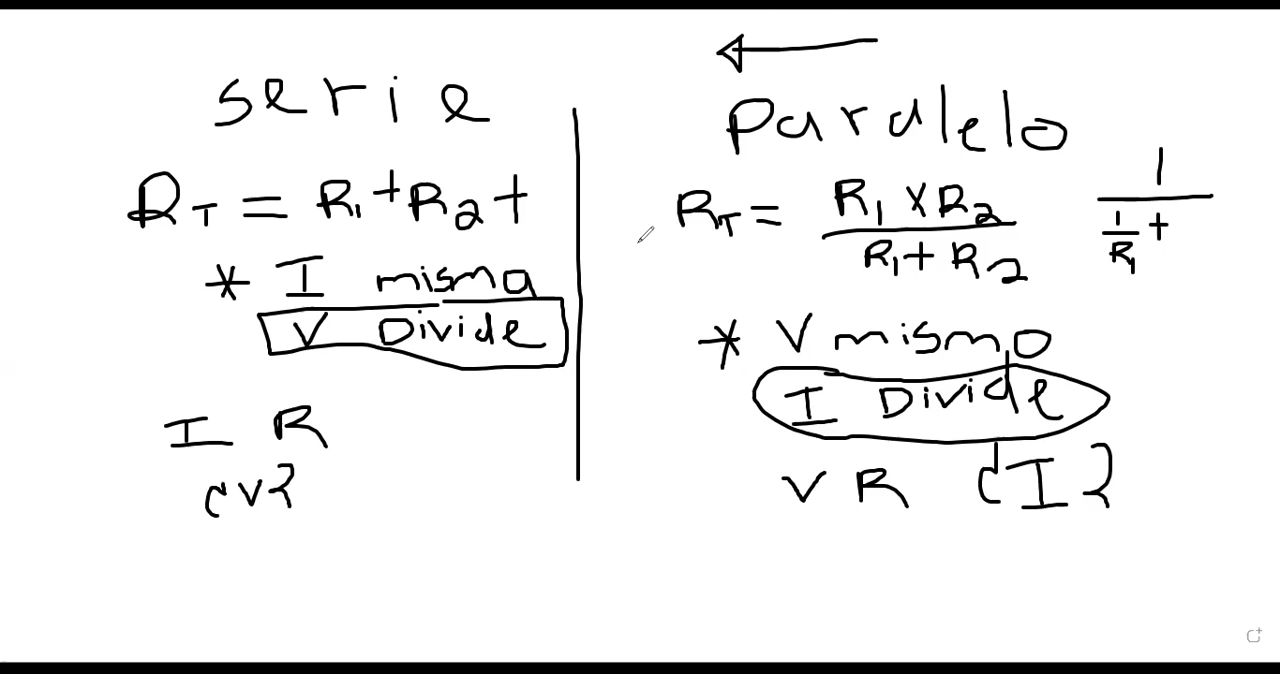 serie
RT = R1 + R2 +
* I misma
V Divide
I R
¿V?
Paralelo
RT = R1 x R2 / R1 + R2 1 / 1/R1 +
* V mismo
I Divide
V R ¿I?